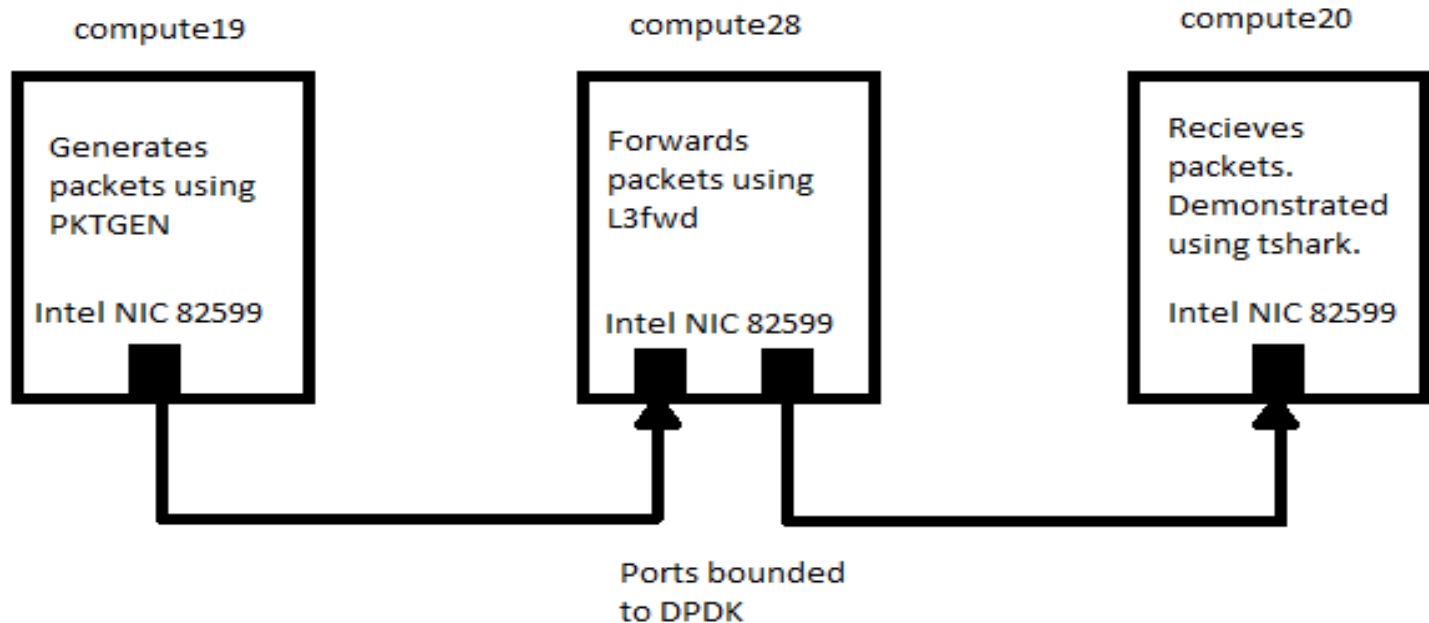 compute19
Generates
packets using
PKTGEN
Intel NIC 82599
compute28
Forwards
packets using
L3fwd
Intel NIC 82599
compute20
Recieves
packets.
Demonstrated
using tshark.
Intel NIC 82599
Ports bounded
to DPDK